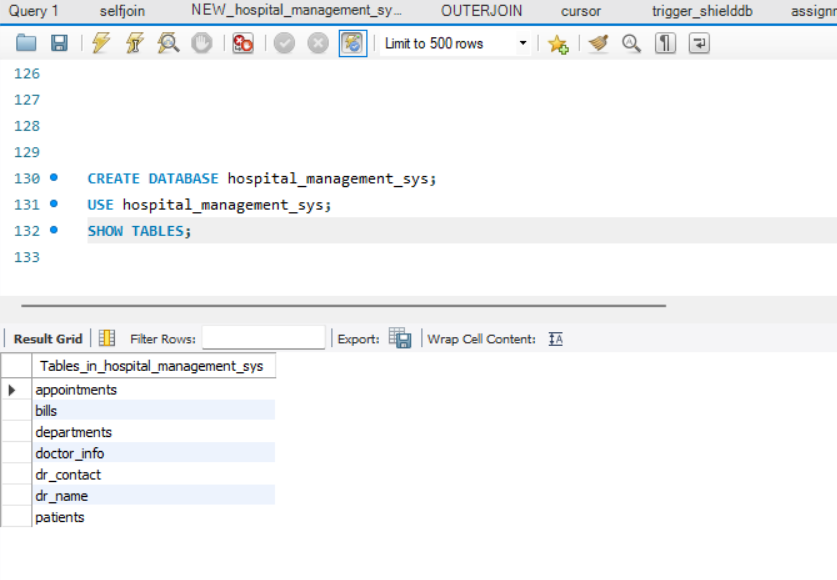 Query 1 selfjoin NEW_hospital_management_sy... OUTERJOIN cursor trigger_shielddb assignm
Limit to 500 rows
126
127
128
129
130 CREATE DATABASE hospital_management_sys;
131 USE hospital_management_sys;
132 SHOW TABLES;
133
Result Grid Filter Rows: Export: Wrap Cell Content: IA
Tables_in_hospital_management_sys
appointments
bills
departments
doctor_info
dr_contact
dr_name
patients